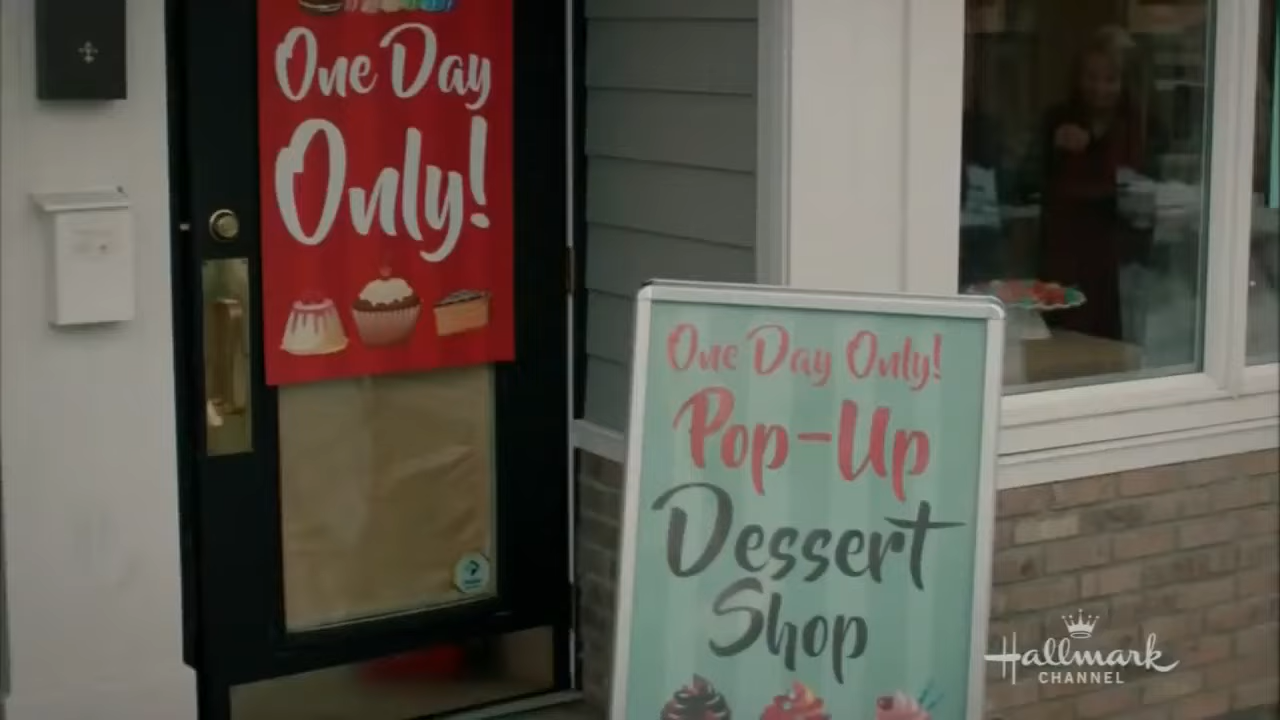 One Day
Only!
One Day Only!
Pop-Up
Dessert
Shop
Hallmark
CHANNEL